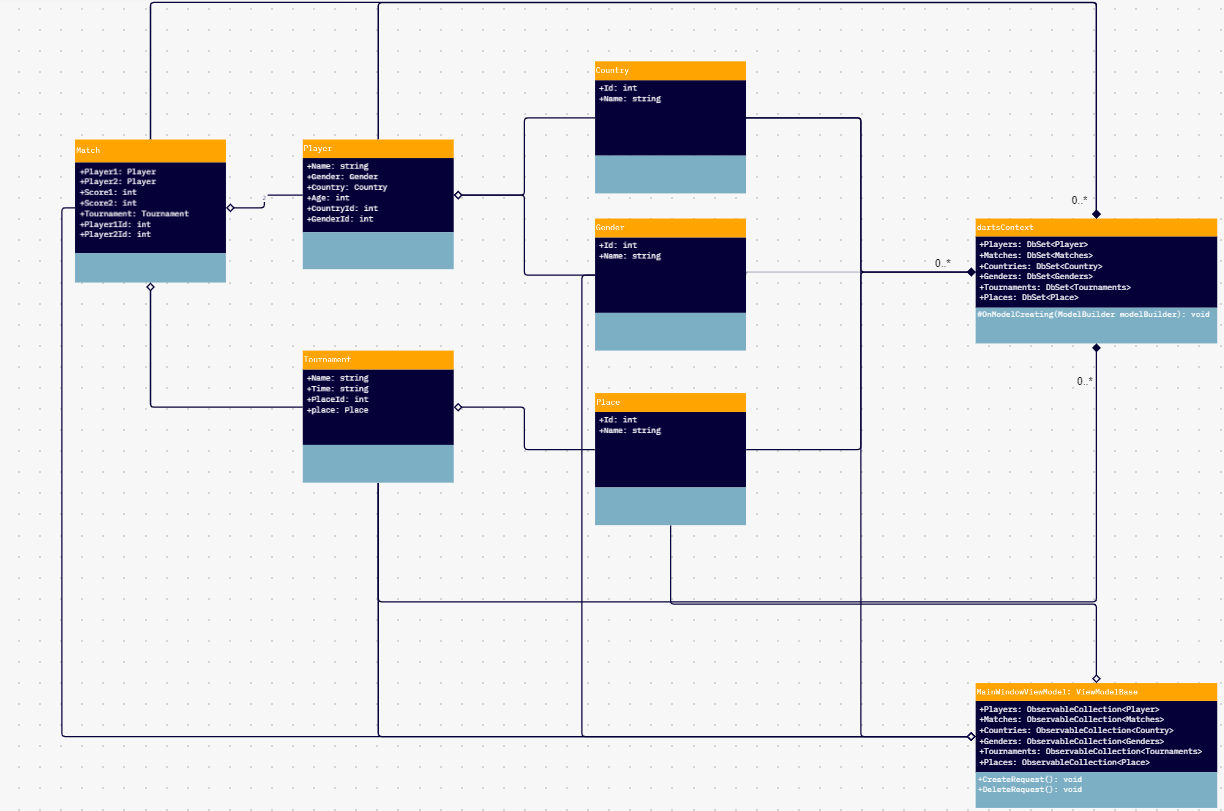 Country
+Id: int
+Name: string
Match
+Player1: Player
+Player2: Player
+Score1: int
+Score2: int
+Tournament: Tournament
+Player1Id: int
+Player2Id: int
2
Player
+Name: string
+Gender: Gender
+Country: Country
+Age: int
+CountryId: int
+GenderId: int
Gender
+Id: int
+Name: string
0..*
0..*
dartsContext
+Players: DbSet<Player>
+Matches: DbSet<Matches>
+Countries: DbSet<Country>
+Genders: DbSet<Genders>
+Tournaments: DbSet<Tournaments>
+Places: DbSet<Place>
#OnModelCreating(ModelBuilder modelBuilder): void
0..*
Tournament
+Name: string
+Time: string
+PlaceId: int
+place: Place
Place
+Id: int
+Name: string
MainWindowViewModel: ViewModelBase
+Players: ObservableCollection<Player>
+Matches: ObservableCollection<Matches>
+Countries: ObservableCollection<Country>
+Genders: ObservableCollection<Genders>
+Tournaments: ObservableCollection<Tournaments>
+Places: ObservableCollection<Place>
+CreateRequest(): void
+DeleteRequest(): void